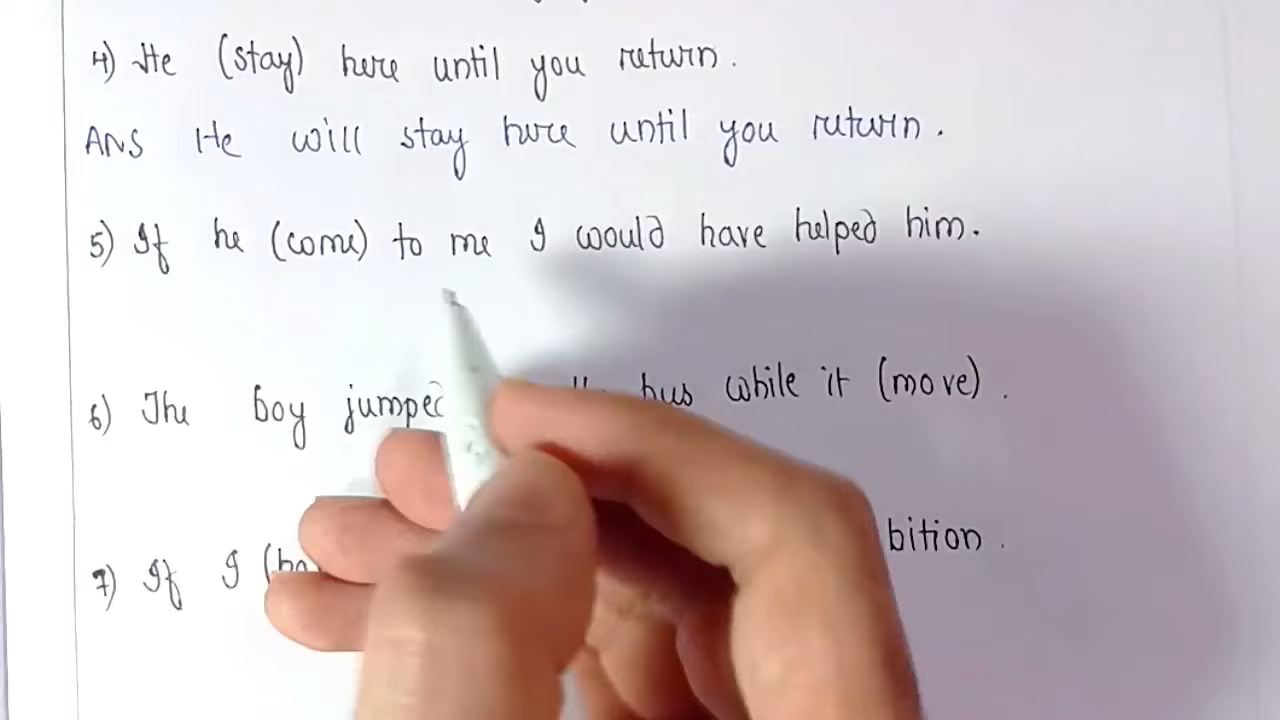 4) He (stay) here until you return.
ANS He will stay here until you return.
5) If he (come) to me I would have helped him.
6) The boy jumped bus while it (move).
7) If I bition.